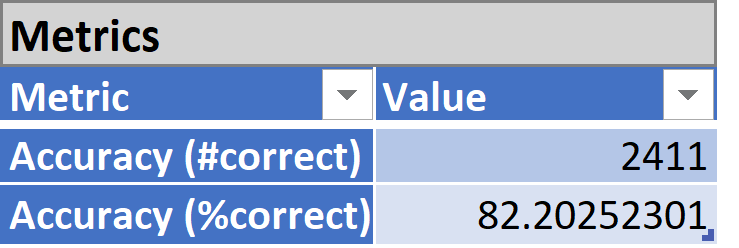 Metrics
Metric Value
Accuracy (#correct) 2411
Accuracy (%correct) 82.20252301